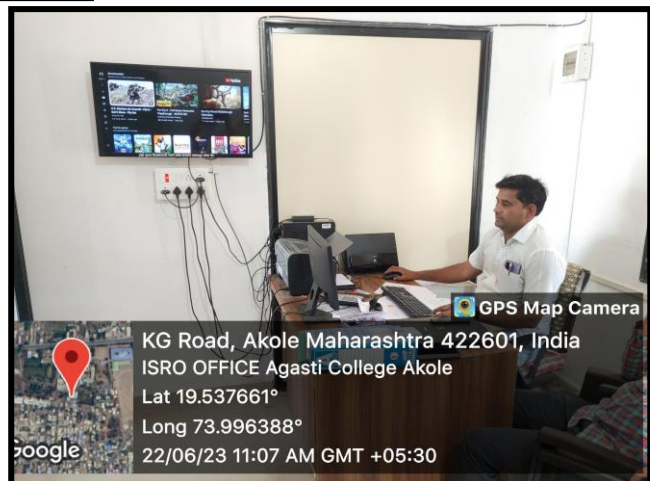 GPS Map Camera
KG Road, Akole Maharashtra 422601, India
ISRO OFFICE Agasti College Akole
Lat 19.537661°
Long 73.996388°
22/06/23 11:07 AM GMT +05:30
Google